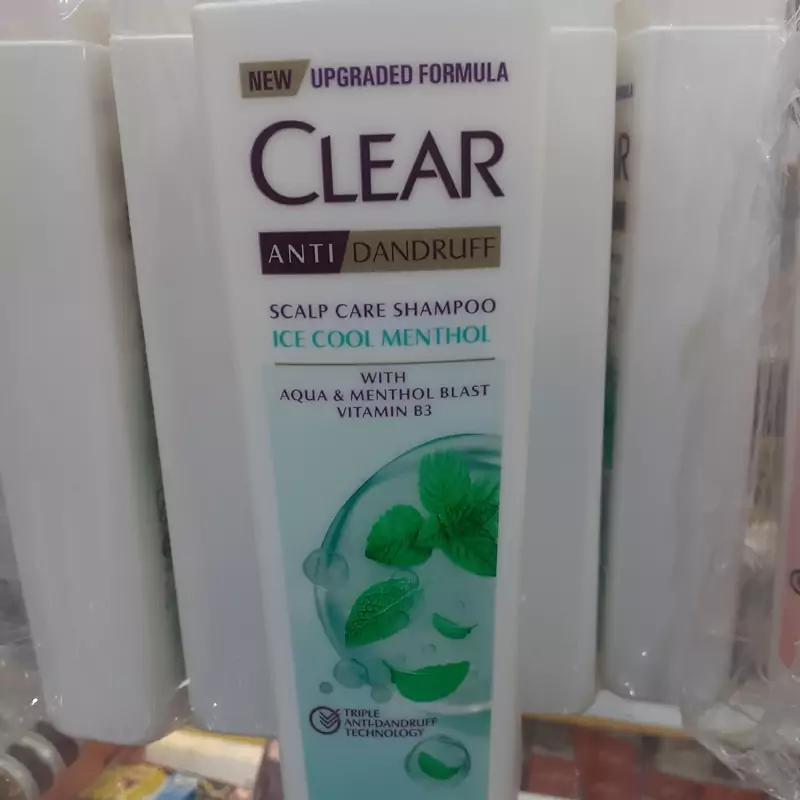 NEW UPGRADED FORMULA
CLEAR
ANTI DANDRUFF
SCALP CARE SHAMPOO
ICE COOL MENTHOL
WITH
AQUA & MENTHOL BLAST
VITAMIN B3
TRIPLE
ANTI-DANDRUFF
TECHNOLOGY